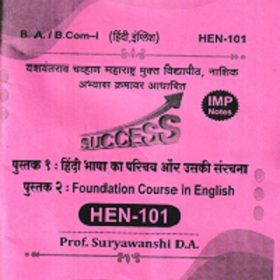 B. A. / B.Com–I (हिंदी,इंग्लिश) HEN-101
यशवंतराव चव्हाण महाराष्ट्र मुक्त विद्यापीठ, नाशिक
अभ्यास क्रमावर आधारित
IMP
Notes
SUCCESS
पुस्तक १ : हिंदी भाषा का परिचय और उसकी संरचना
पुस्तक २ : Foundation Course in English
HEN-101
Prof. Suryawanshi D.A.